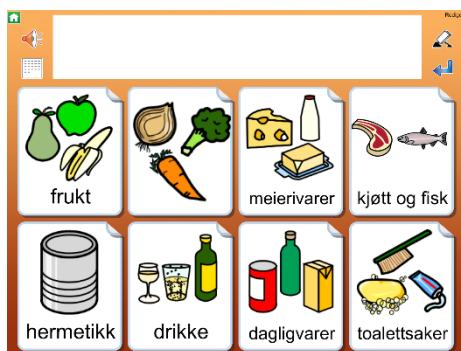 frukt
meierivarer
kjøtt og fisk
hermetikk
drikke
dagligvarer
toalettsaker